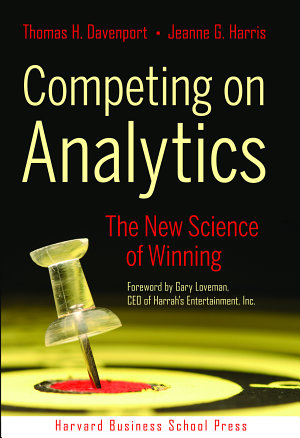 Thomas H. Davenport • Jeanne G. Harris
Competing on
Analytics
The New Science
of Winning
Foreword by Gary Loveman,
CEO of Harrah's Entertainment, Inc.
Harvard Business School Press